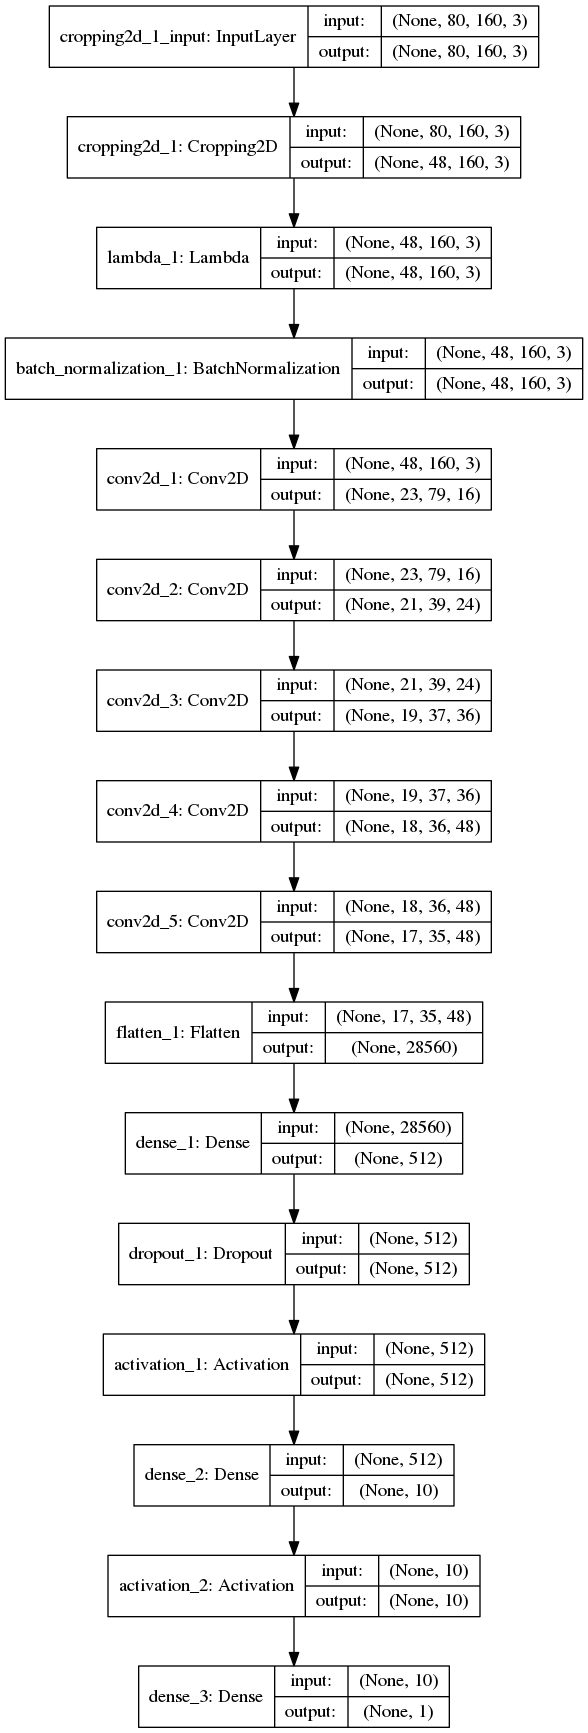 cropping2d_1_input: InputLayer
input: (None, 80, 160, 3)
output: (None, 80, 160, 3)
cropping2d_1: Cropping2D
input: (None, 80, 160, 3)
output: (None, 48, 160, 3)
lambda_1: Lambda
input: (None, 48, 160, 3)
output: (None, 48, 160, 3)
batch_normalization_1: BatchNormalization
input: (None, 48, 160, 3)
output: (None, 48, 160, 3)
conv2d_1: Conv2D
input: (None, 48, 160, 3)
output: (None, 23, 79, 16)
conv2d_2: Conv2D
input: (None, 23, 79, 16)
output: (None, 21, 39, 24)
conv2d_3: Conv2D
input: (None, 21, 39, 24)
output: (None, 19, 37, 36)
conv2d_4: Conv2D
input: (None, 19, 37, 36)
output: (None, 18, 36, 48)
conv2d_5: Conv2D
input: (None, 18, 36, 48)
output: (None, 17, 35, 48)
flatten_1: Flatten
input: (None, 17, 35, 48)
output: (None, 28560)
dense_1: Dense
input: (None, 28560)
output: (None, 512)
dropout_1: Dropout
input: (None, 512)
output: (None, 512)
activation_1: Activation
input: (None, 512)
output: (None, 512)
dense_2: Dense
input: (None, 512)
output: (None, 10)
activation_2: Activation
input: (None, 10)
output: (None, 10)
dense_3: Dense
input: (None, 10)
output: (None, 1)